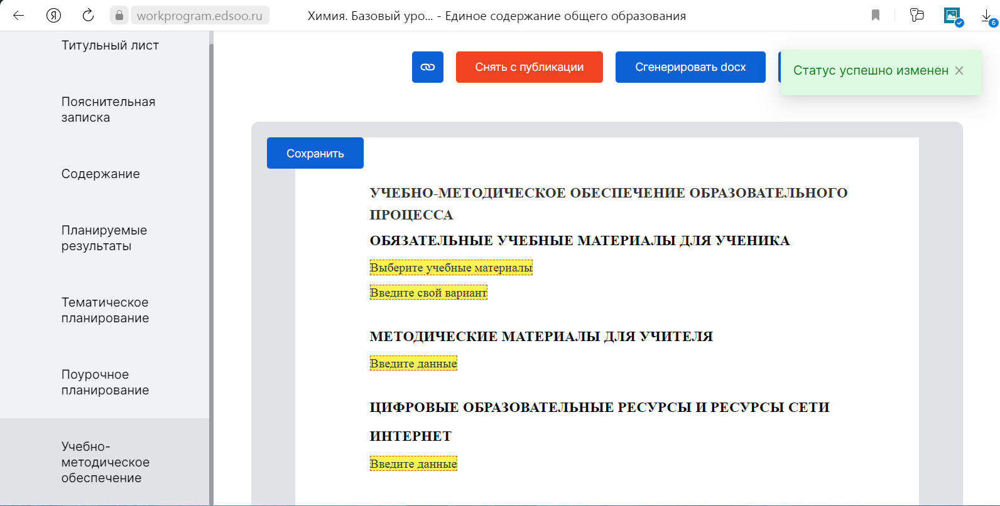 workprogram.edsoo.ru
Химия. Базовый уро... - Единое содержание общего образования
6
Титульный лист
Пояснительная
записка
Содержание
Планируемые
результаты
Тематическое
планирование
Поурочное
планирование
Учебно-
методическое
обеспечение
Снять с публикации
Сгенерировать docx
Статус успешно изменен
Сохранить
УЧЕБНО-МЕТОДИЧЕСКОЕ ОБЕСПЕЧЕНИЕ ОБРАЗОВАТЕЛЬНОГО
ПРОЦЕССА
ОБЯЗАТЕЛЬНЫЕ УЧЕБНЫЕ МАТЕРИАЛЫ ДЛЯ УЧЕНИКА
Выберите учебные материалы
Введите свой вариант
МЕТОДИЧЕСКИЕ МАТЕРИАЛЫ ДЛЯ УЧИТЕЛЯ
Введите данные
ЦИФРОВЫЕ ОБРАЗОВАТЕЛЬНЫЕ РЕСУРСЫ И РЕСУРСЫ СЕТИ
ИНТЕРНЕТ
Введите данные